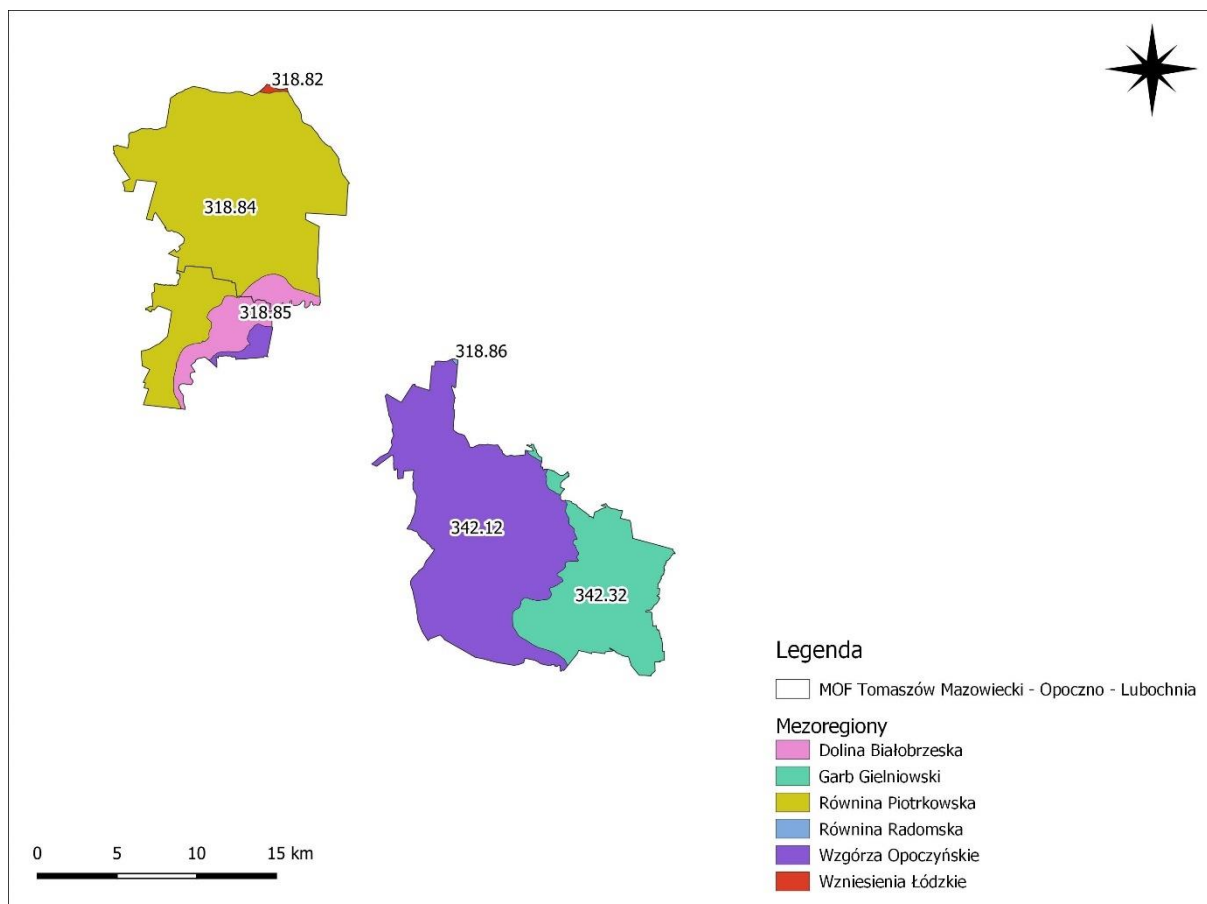 318.82
318.84
318.85
318.86
342.12
342.32
Legenda
MOF Tomaszów Mazowiecki - Opoczno - Lubochnia
Mezoregiony
Dolina Białobrzeska
Garb Gielniowski
Równina Piotrkowska
Równina Radomska
Wzgórza Opoczyńskie
Wzniesienia Łódzkie
0 5 10 15 km